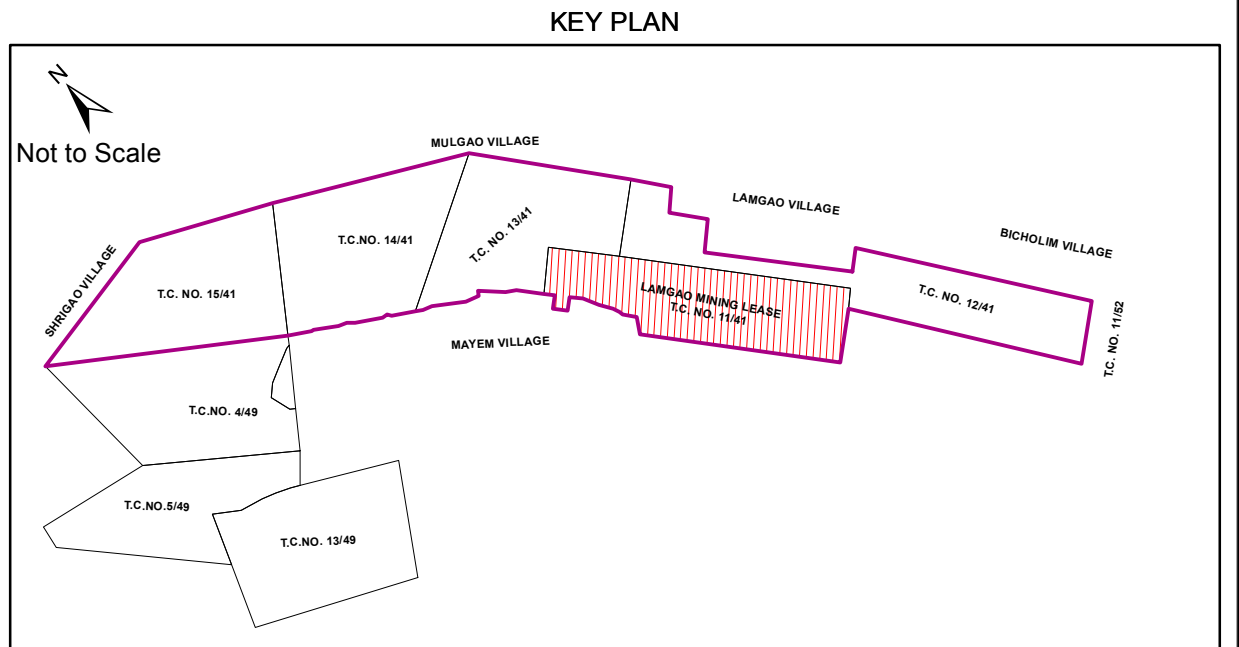 KEY PLAN
N
Not to Scale
MULGAO VILLAGE
LAMGAO VILLAGE
BICHOLIM VILLAGE
SHRIGAO VILLAGE
T.C. NO. 15/41
T.C.NO. 14/41
T.C. NO. 13/41
LAMGAO MINING LEASE
T.C. NO. 11/41
T.C. NO. 12/41
T.C. NO. 11/52
MAYEM VILLAGE
T.C.NO. 4/49
T.C.NO.5/49
T.C.NO. 13/49